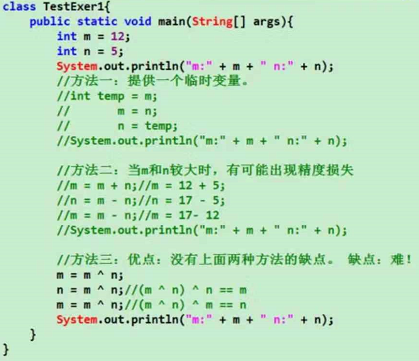 class TestExer1{
public static void main(String[] args){
int m = 12;
int n = 5;
System.out.println("m:" + m + " n:" + n);
//方法一：提供一个临时变量。
//int temp = m;
// m = n;
// n = temp;
//System.out.println("m:" + m + " n:" + n);
//方法二：当m和n较大时，有可能出现精度损失
//m = m + n;//m = 12 + 5;
//n = m - n;//n = 17 - 5;
//m = m - n;//m = 17- 12
//System.out.println("m:" + m + " n:" + n);
//方法三：优点：没有上面两种方法的缺点。 缺点：难！
m = m ^ n;
n = m ^ n;//(m ^ n) ^ n == m
m = m ^ n;//(m ^ n) ^ m == n
System.out.println("m:" + m + " n:" + n);
}
}